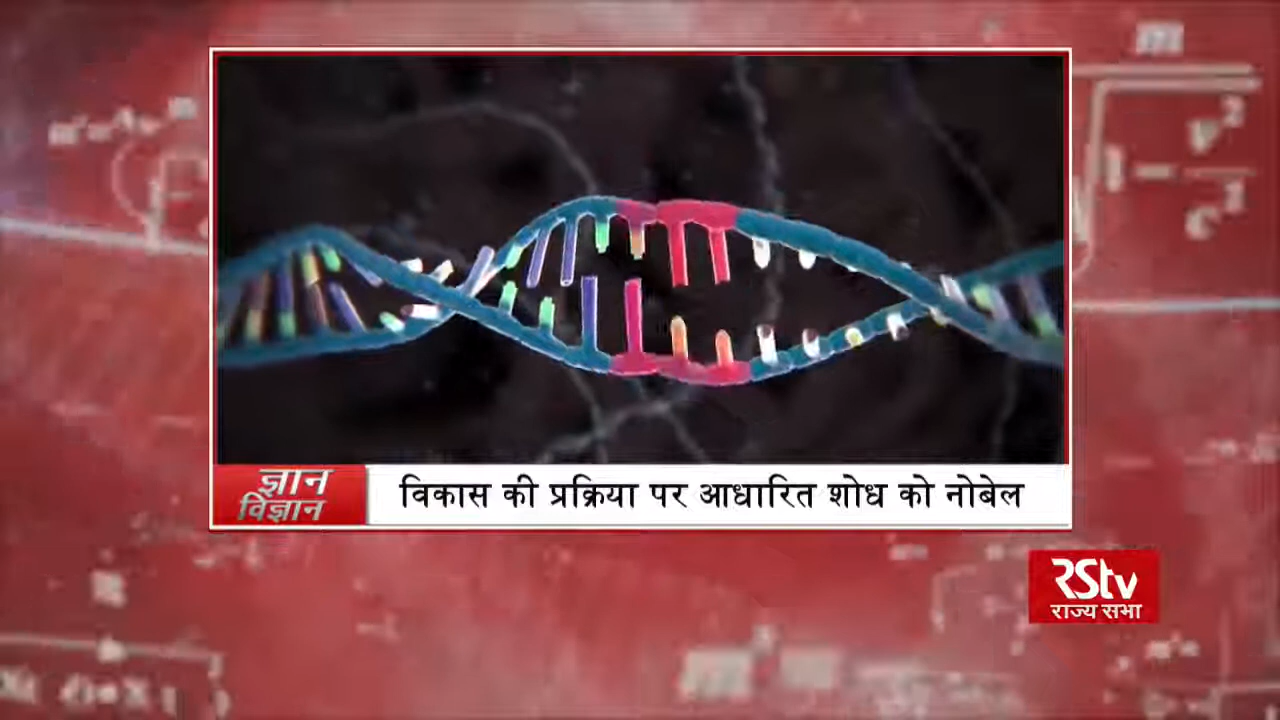 ज्ञान
विज्ञान
विकास की प्रक्रिया पर आधारित शोध को नोबेल
RStv
राज्य सभा